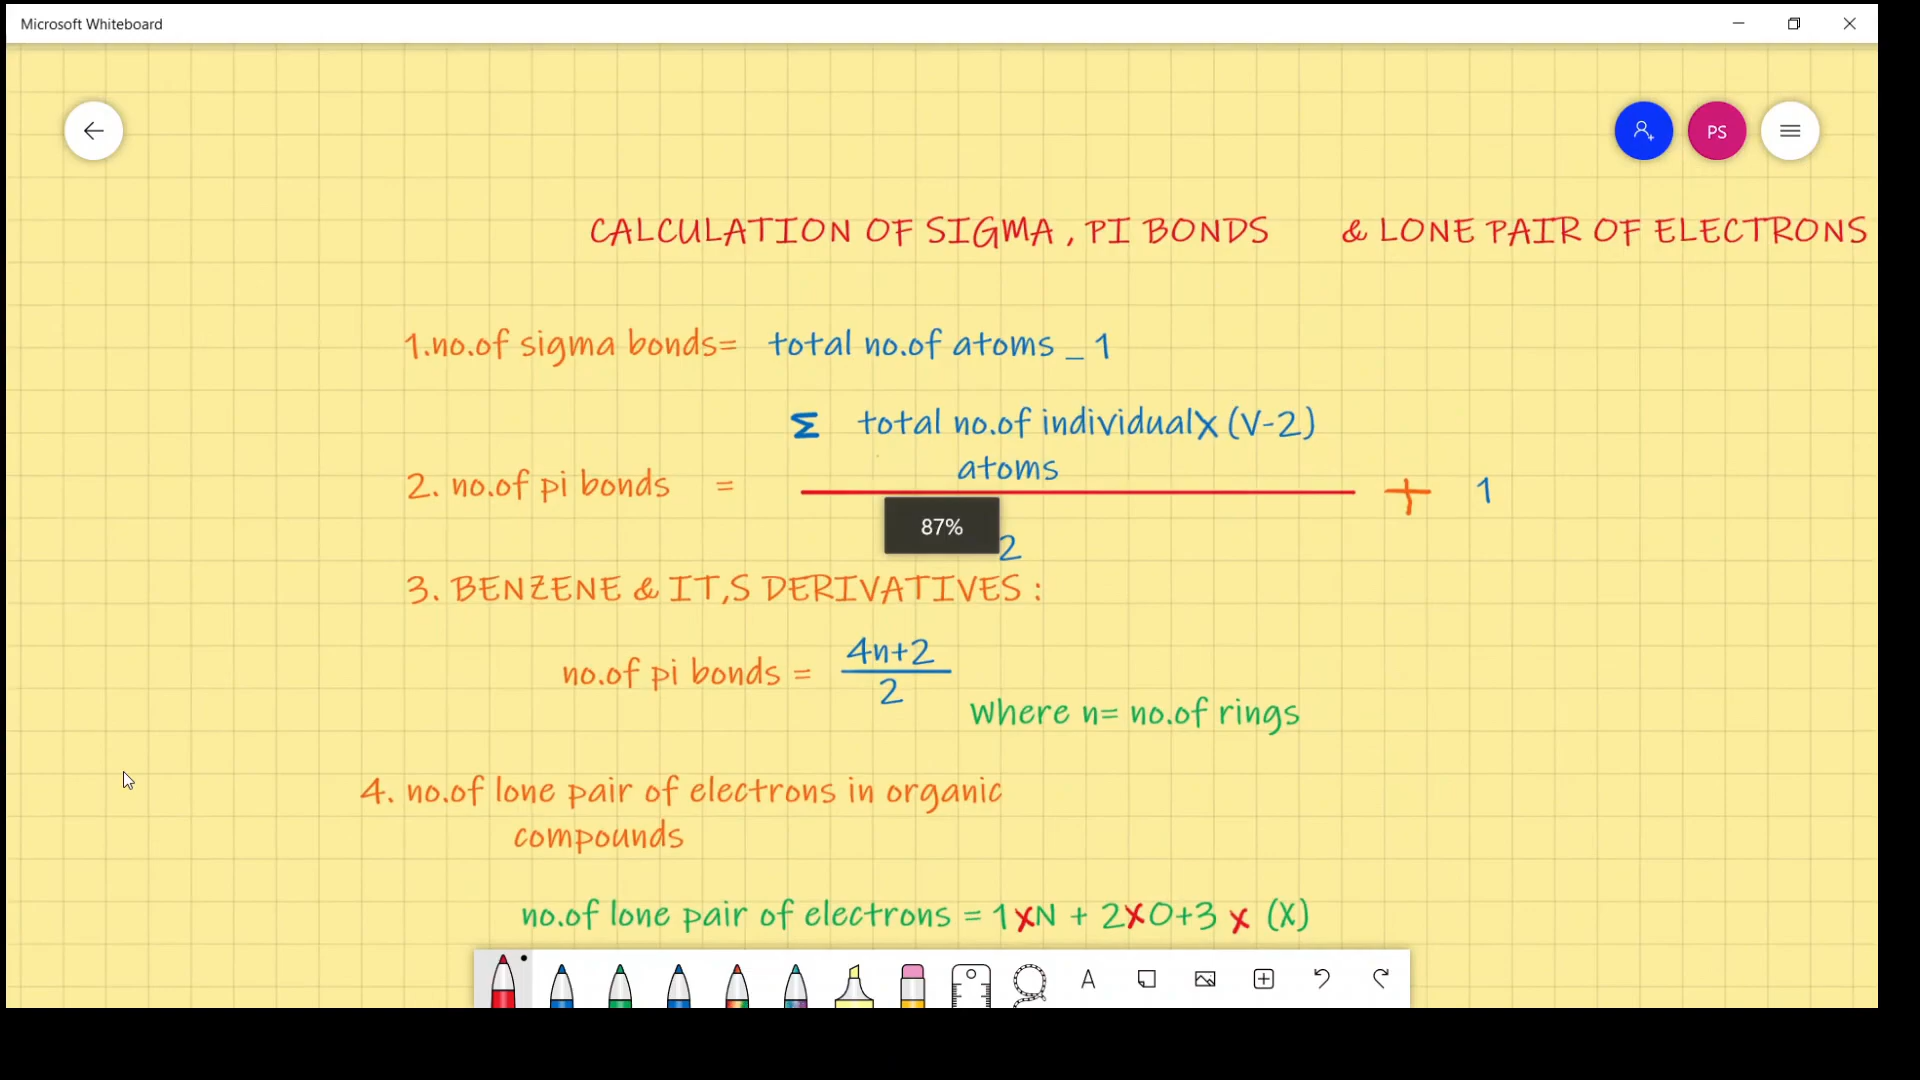 Microsoft Whiteboard
PS
CALCULATION OF SIGMA , PI BONDS & LONE PAIR OF ELECTRONS
1.no.of sigma bonds= total no.of atoms _ 1
Σ total no.of individual X (V-2)
atoms
2. no.of pi bonds = + 1
87%
2
3. BENZENE & IT,S DERIVATIVES :
4n+2
no.of pi bonds =
2
Where n= no.of rings
4. no.of lone pair of electrons in organic
compounds
no.of lone pair of electrons = 1 x N + 2 x O+3 x (X)
A